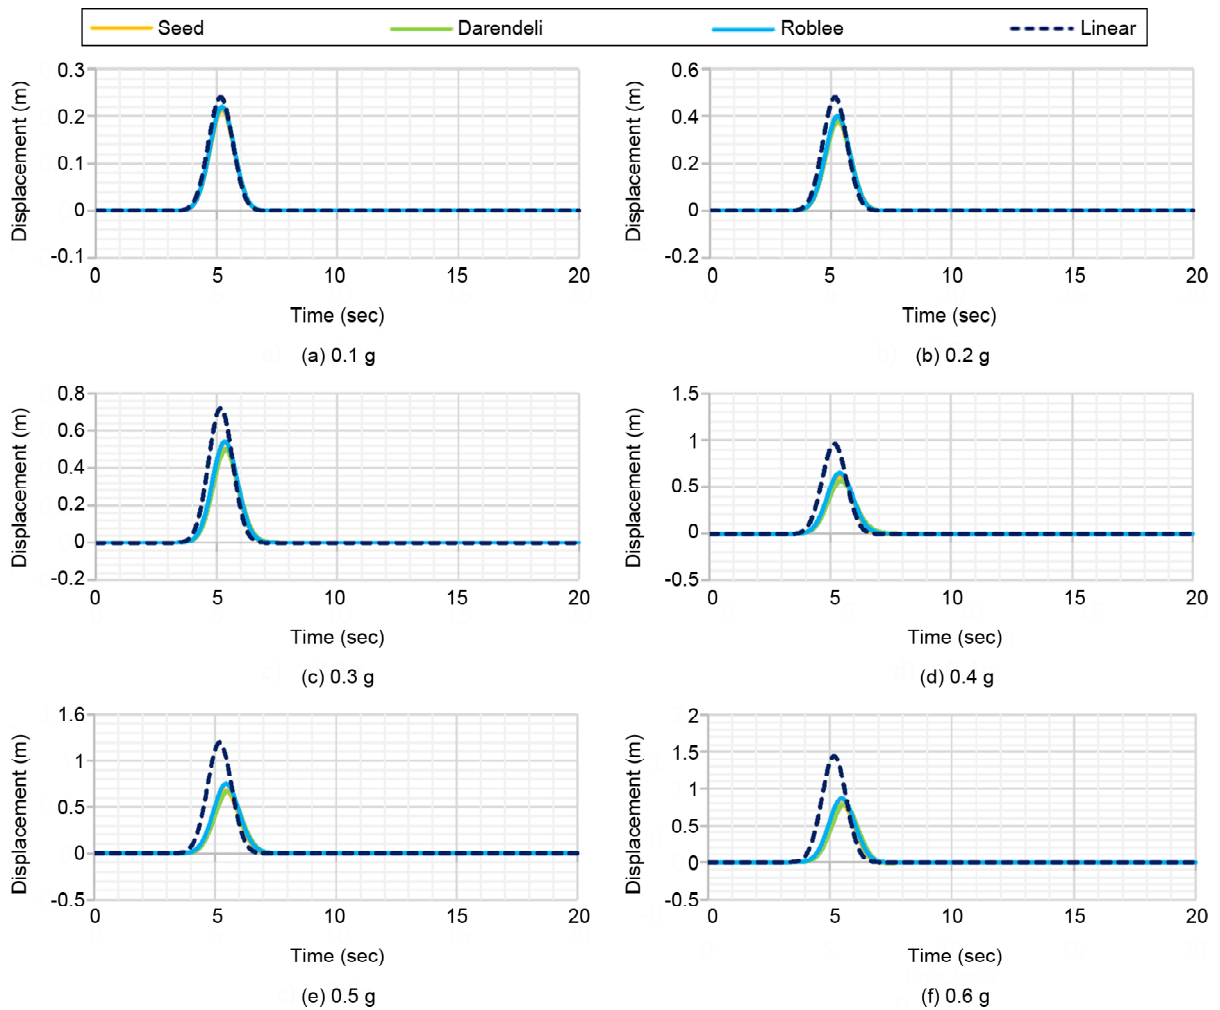 Seed Darendeli Roblee Linear
0.3
0.2
0.1
0
-0.1
Displacement (m)
0 5 10 15 20
Time (sec)
(a) 0.1 g
0.6
0.4
0.2
0
-0.2
Displacement (m)
0 5 10 15 20
Time (sec)
(b) 0.2 g
0.8
0.6
0.4
0.2
0
-0.2
Displacement (m)
0 5 10 15 20
Time (sec)
(c) 0.3 g
1.5
1
0.5
0
-0.5
Displacement (m)
0 5 10 15 20
Time (sec)
(d) 0.4 g
1.6
1
0.5
0
-0.5
Displacement (m)
0 5 10 15 20
Time (sec)
(e) 0.5 g
2
1.5
1
0.5
0
-0.5
Displacement (m)
0 5 10 15 20
Time (sec)
(f) 0.6 g